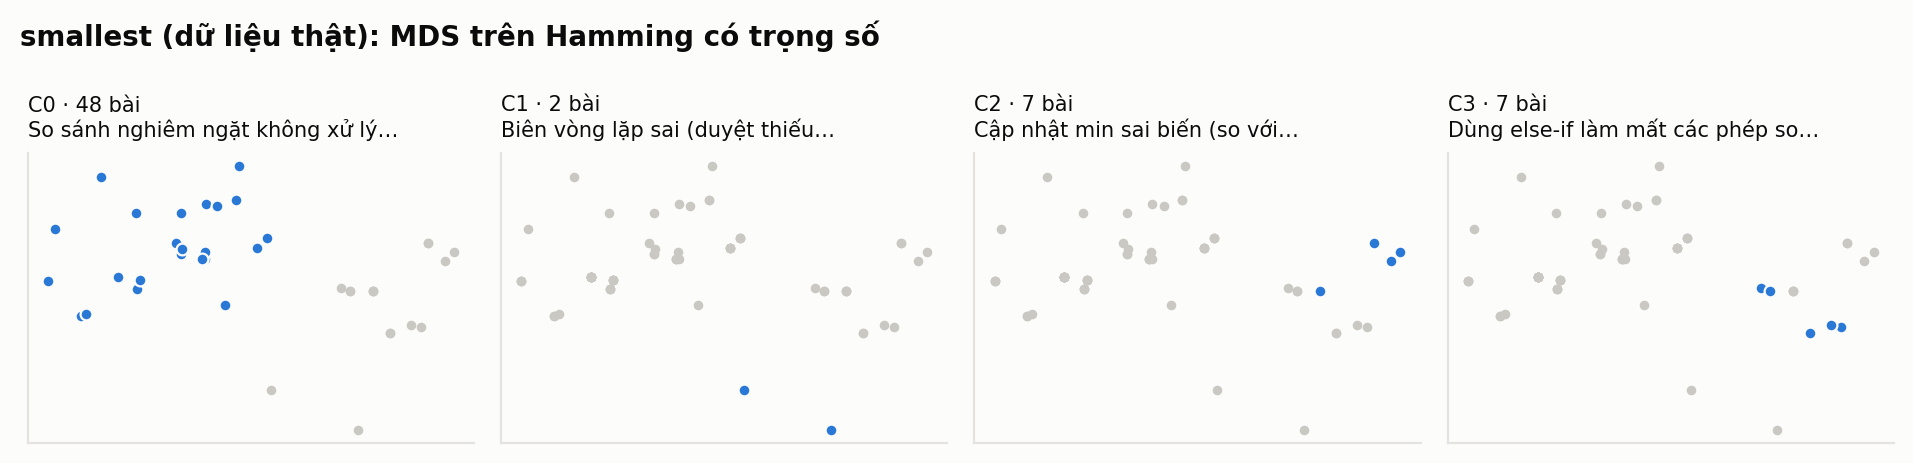 smallest (dữ liệu thật): MDS trên Hamming có trọng số
C0 · 48 bài
So sánh nghiêm ngặt không xử lý…
C1 · 2 bài
Biên vòng lặp sai (duyệt thiếu…
C2 · 7 bài
Cập nhật min sai biến (so với…
C3 · 7 bài
Dùng else-if làm mất các phép so…